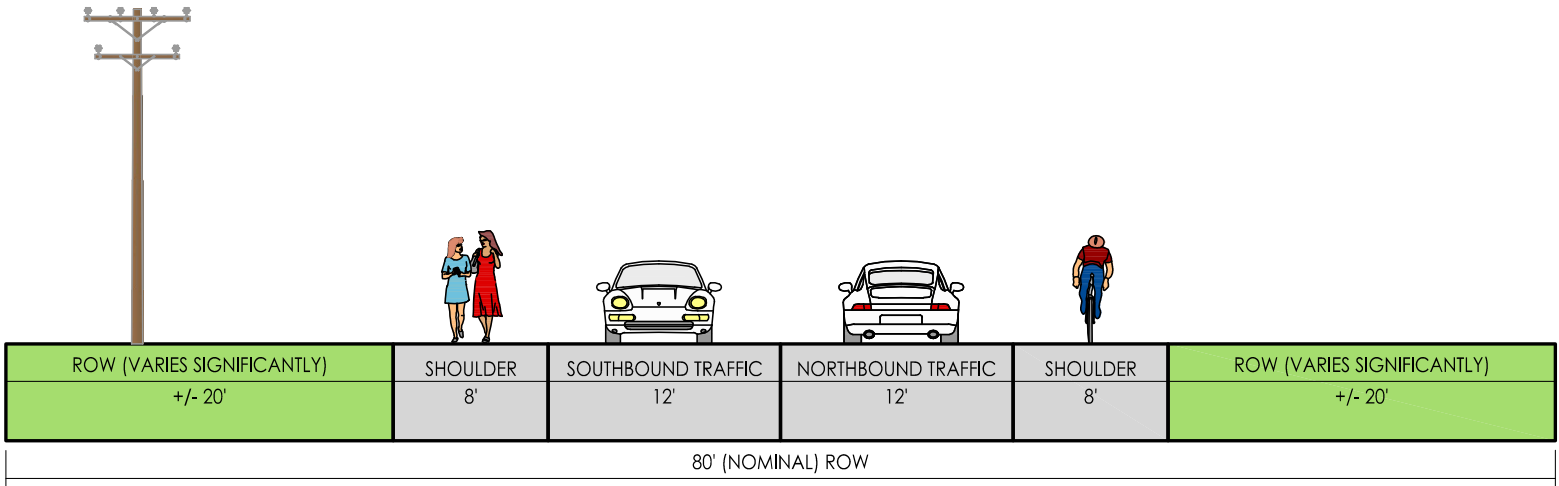 ROW (VARIES SIGNIFICANTLY)
+/- 20'
SHOULDER
8'
SOUTHBOUND TRAFFIC
12'
NORTHBOUND TRAFFIC
12'
SHOULDER
8'
ROW (VARIES SIGNIFICANTLY)
+/- 20'
80' (NOMINAL) ROW